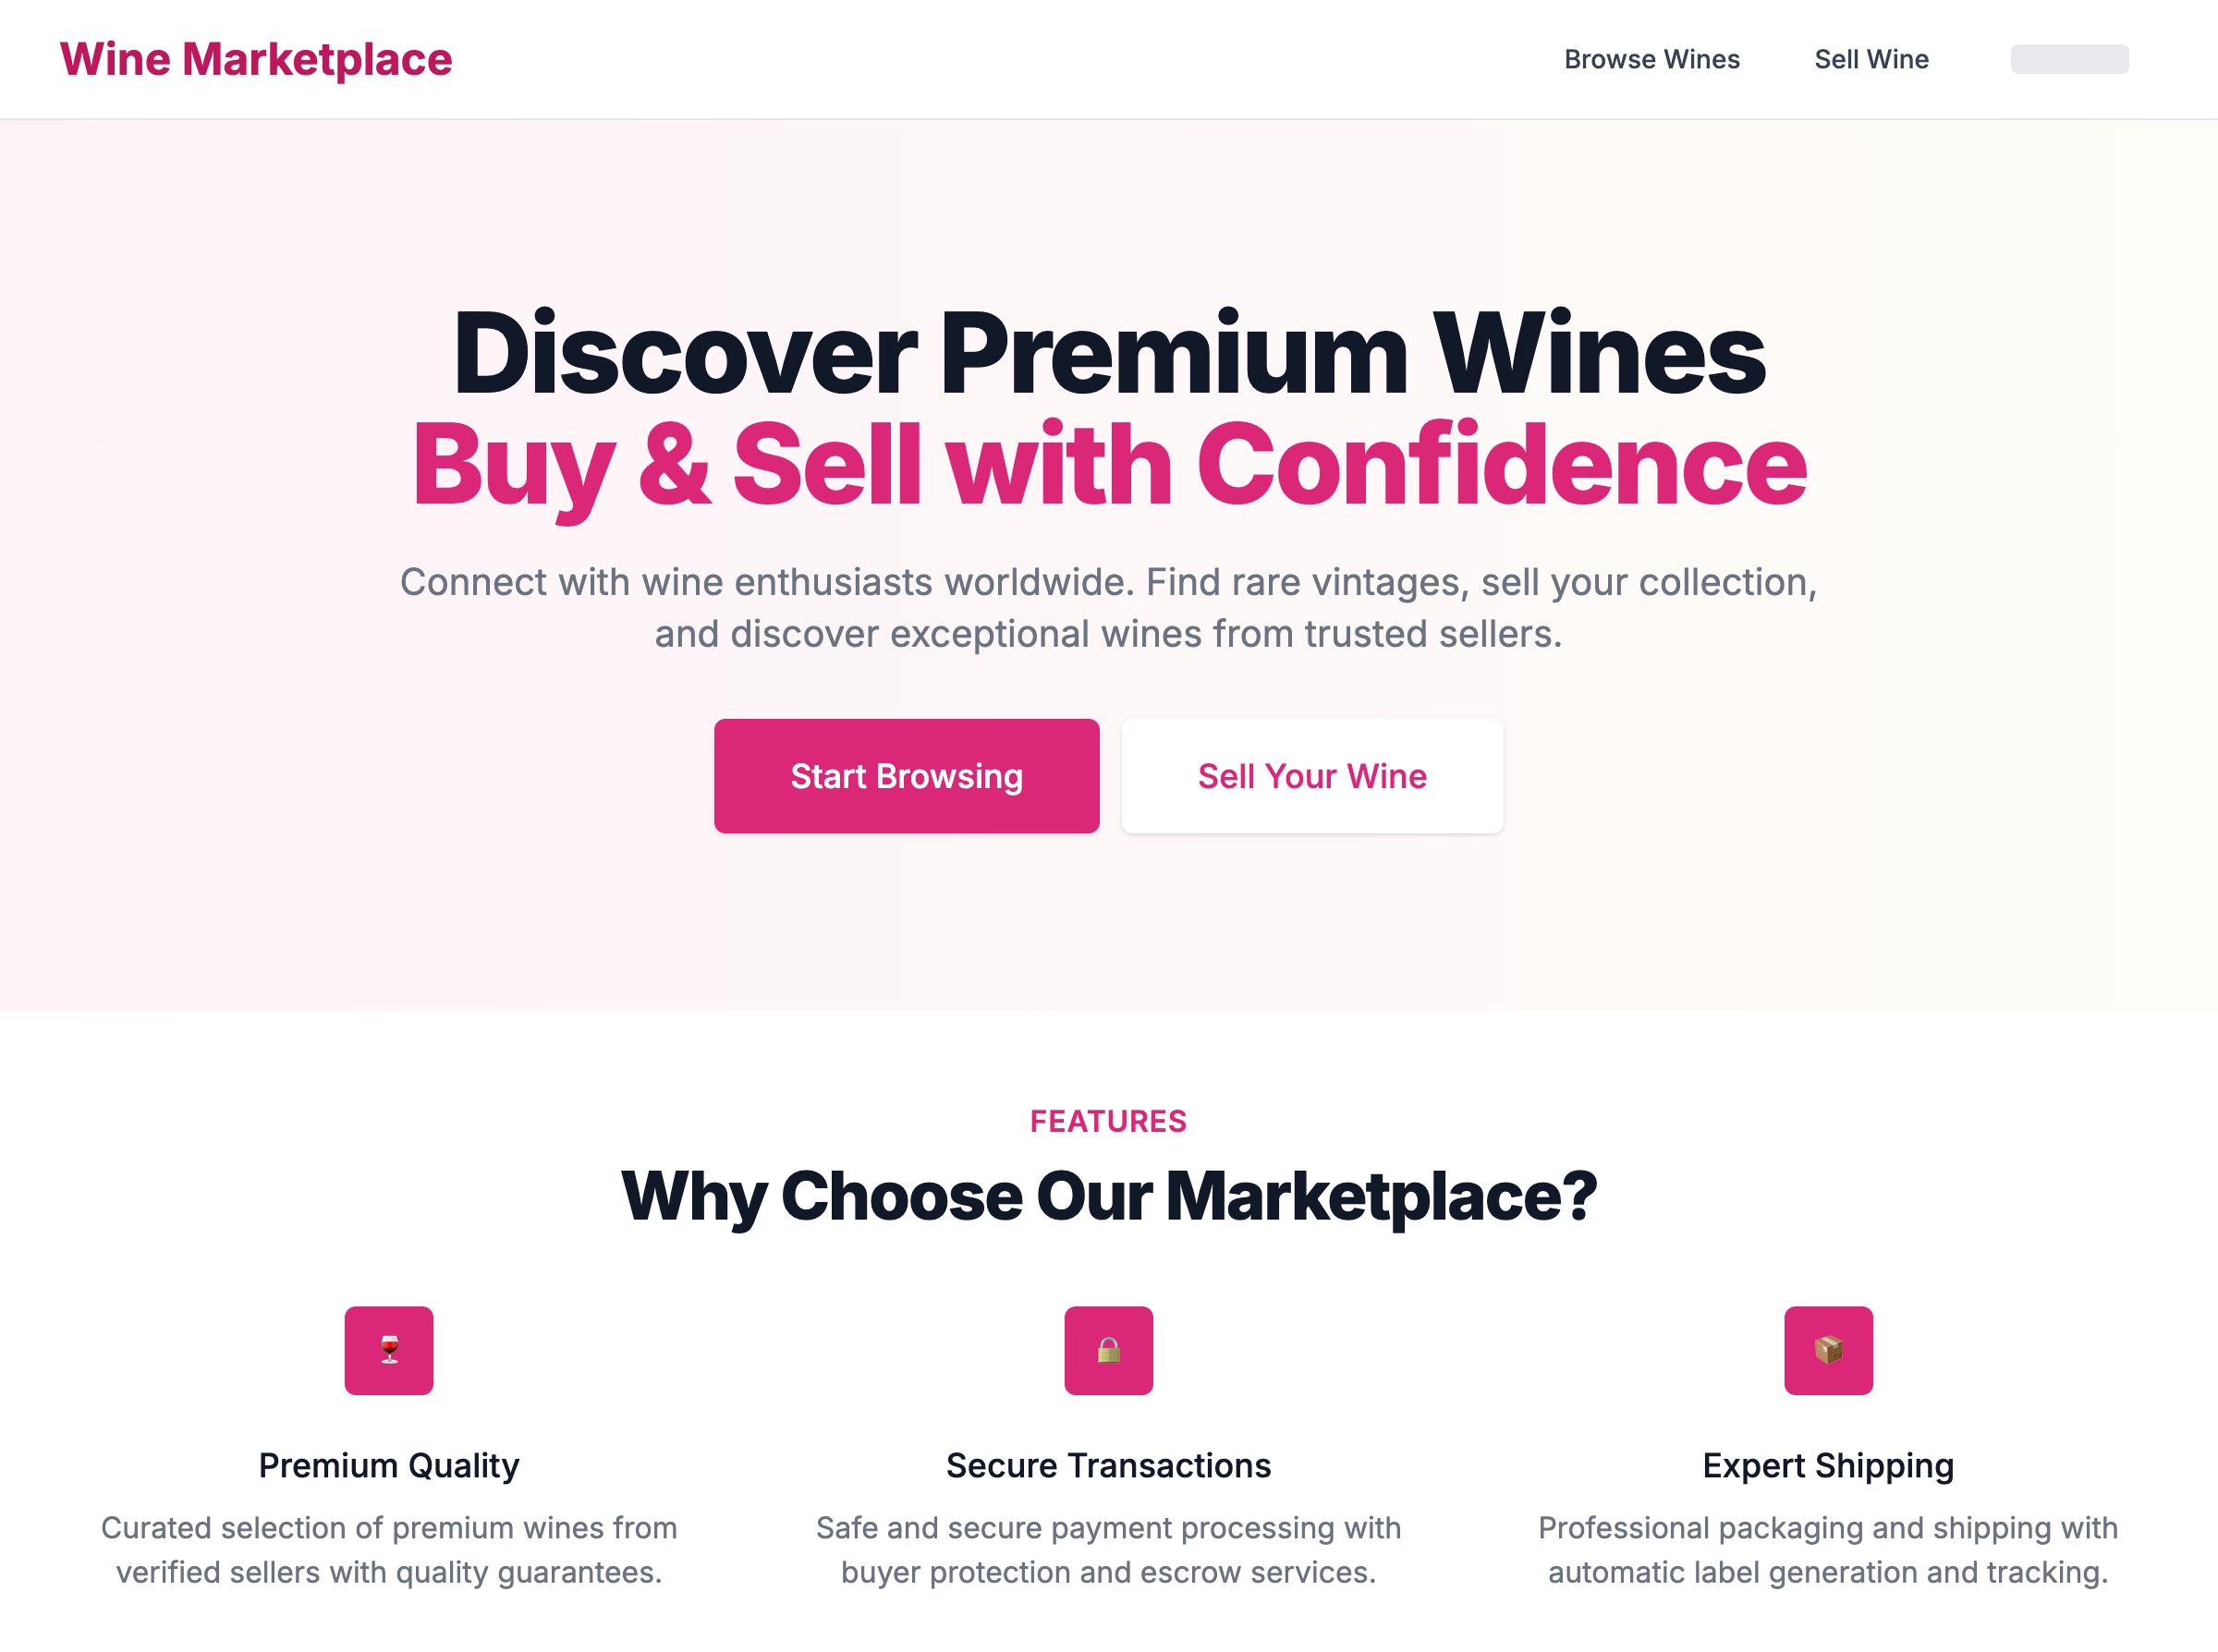 Wine Marketplace
Browse Wines
Sell Wine
Discover Premium Wines
Buy & Sell with Confidence
Connect with wine enthusiasts worldwide. Find rare vintages, sell your collection,
and discover exceptional wines from trusted sellers.
Start Browsing
Sell Your Wine
FEATURES
Why Choose Our Marketplace?
Premium Quality
Curated selection of premium wines from
verified sellers with quality guarantees.
Secure Transactions
Safe and secure payment processing with
buyer protection and escrow services.
Expert Shipping
Professional packaging and shipping with
automatic label generation and tracking.